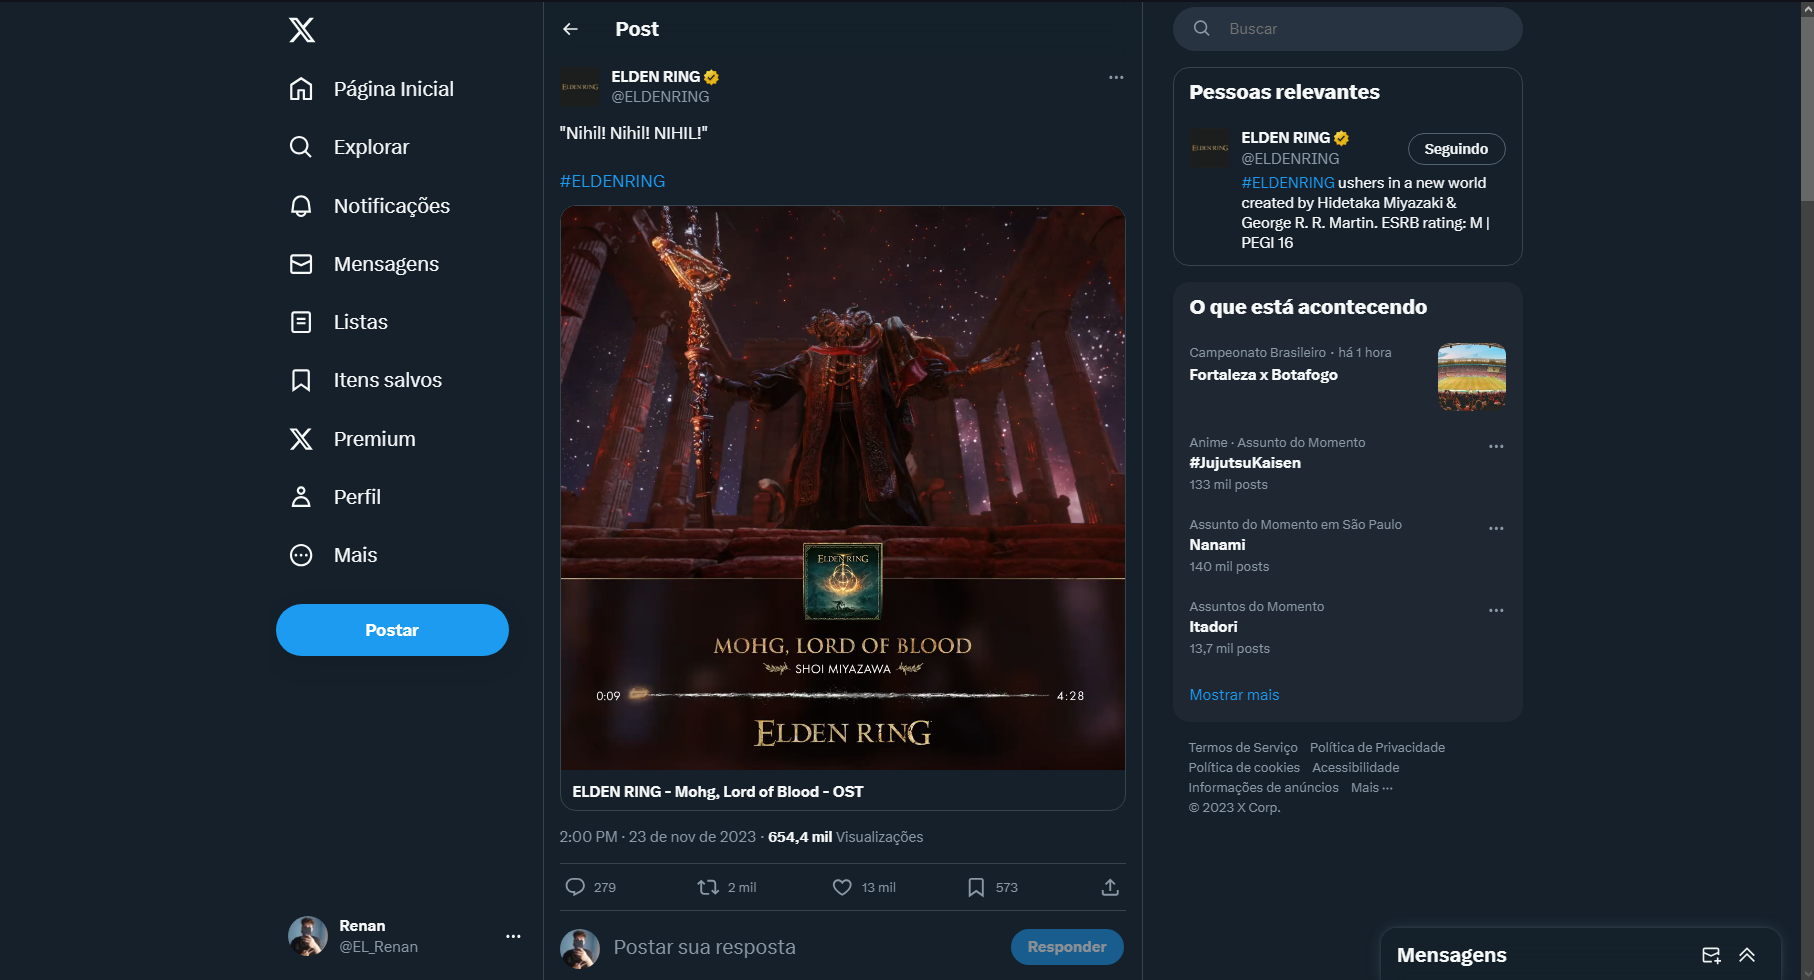 Página Inicial
Explorar
Notificações
Mensagens
Listas
Itens salvos
Premium
Perfil
Mais
Postar
Renan
@EL_Renan
Post
ELDEN RING
ELDEN RING
@ELDENRING
"Nihil! Nihil! NIHIL!"
#ELDENRING
ELDEN RING
MOHG, LORD OF BLOOD
SHOI MIYAZAWA
0:09
4:28
ELDEN RING
ELDEN RING - Mohg, Lord of Blood - OST
2:00 PM · 23 de nov de 2023 · 654,4 mil Visualizações
279
2 mil
13 mil
573
Postar sua resposta
Responder
Buscar
Pessoas relevantes
ELDEN RING
ELDEN RING
@ELDENRING
Seguindo
#ELDENRING ushers in a new world
created by Hidetaka Miyazaki &
George R. R. Martin. ESRB rating: M |
PEGI 16
O que está acontecendo
Campeonato Brasileiro · há 1 hora
Fortaleza x Botafogo
Anime · Assunto do Momento
#JujutsuKaisen
133 mil posts
Assunto do Momento em São Paulo
Nanami
140 mil posts
Assuntos do Momento
Itadori
13,7 mil posts
Mostrar mais
Termos de Serviço Política de Privacidade
Política de cookies Acessibilidade
Informações de anúncios Mais ···
© 2023 X Corp.
Mensagens